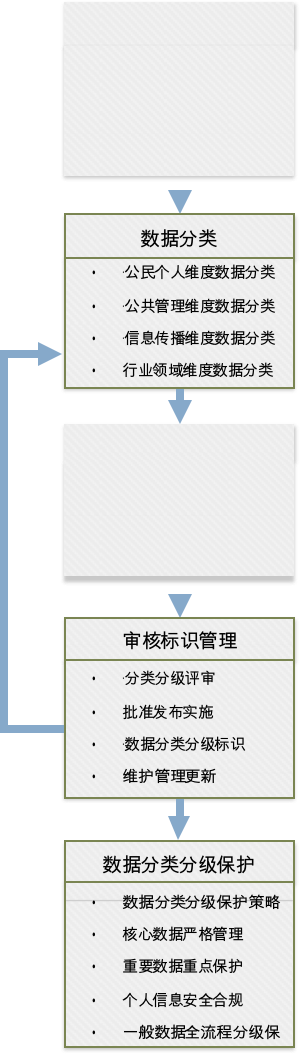 数据分类
• ·公民个人维度数据分类
• ·公共管理维度数据分类
• ·信息传播维度数据分类
• 行业领域维度数据分类
审核标识管理
• ·分类分级评审
• 批准发布实施
• ·数据分类分级标识
• 维护管理更新
数据分类分级保护
• 数据分类分级保护策略
• 核心数据严格管理
• 重要数据重点保护
• 个人信息安全合规
• 一般数据全流程分级保